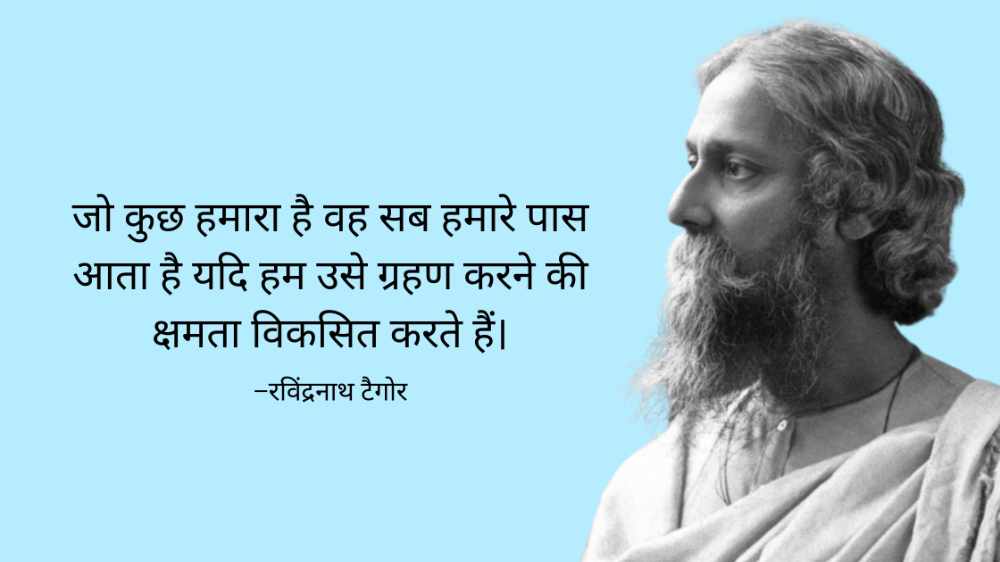 जो कुछ हमारा है वह सब हमारे पास
आता है यदि हम उसे ग्रहण करने की
क्षमता विकसित करते हैं|
–रविंद्रनाथ टैगोर